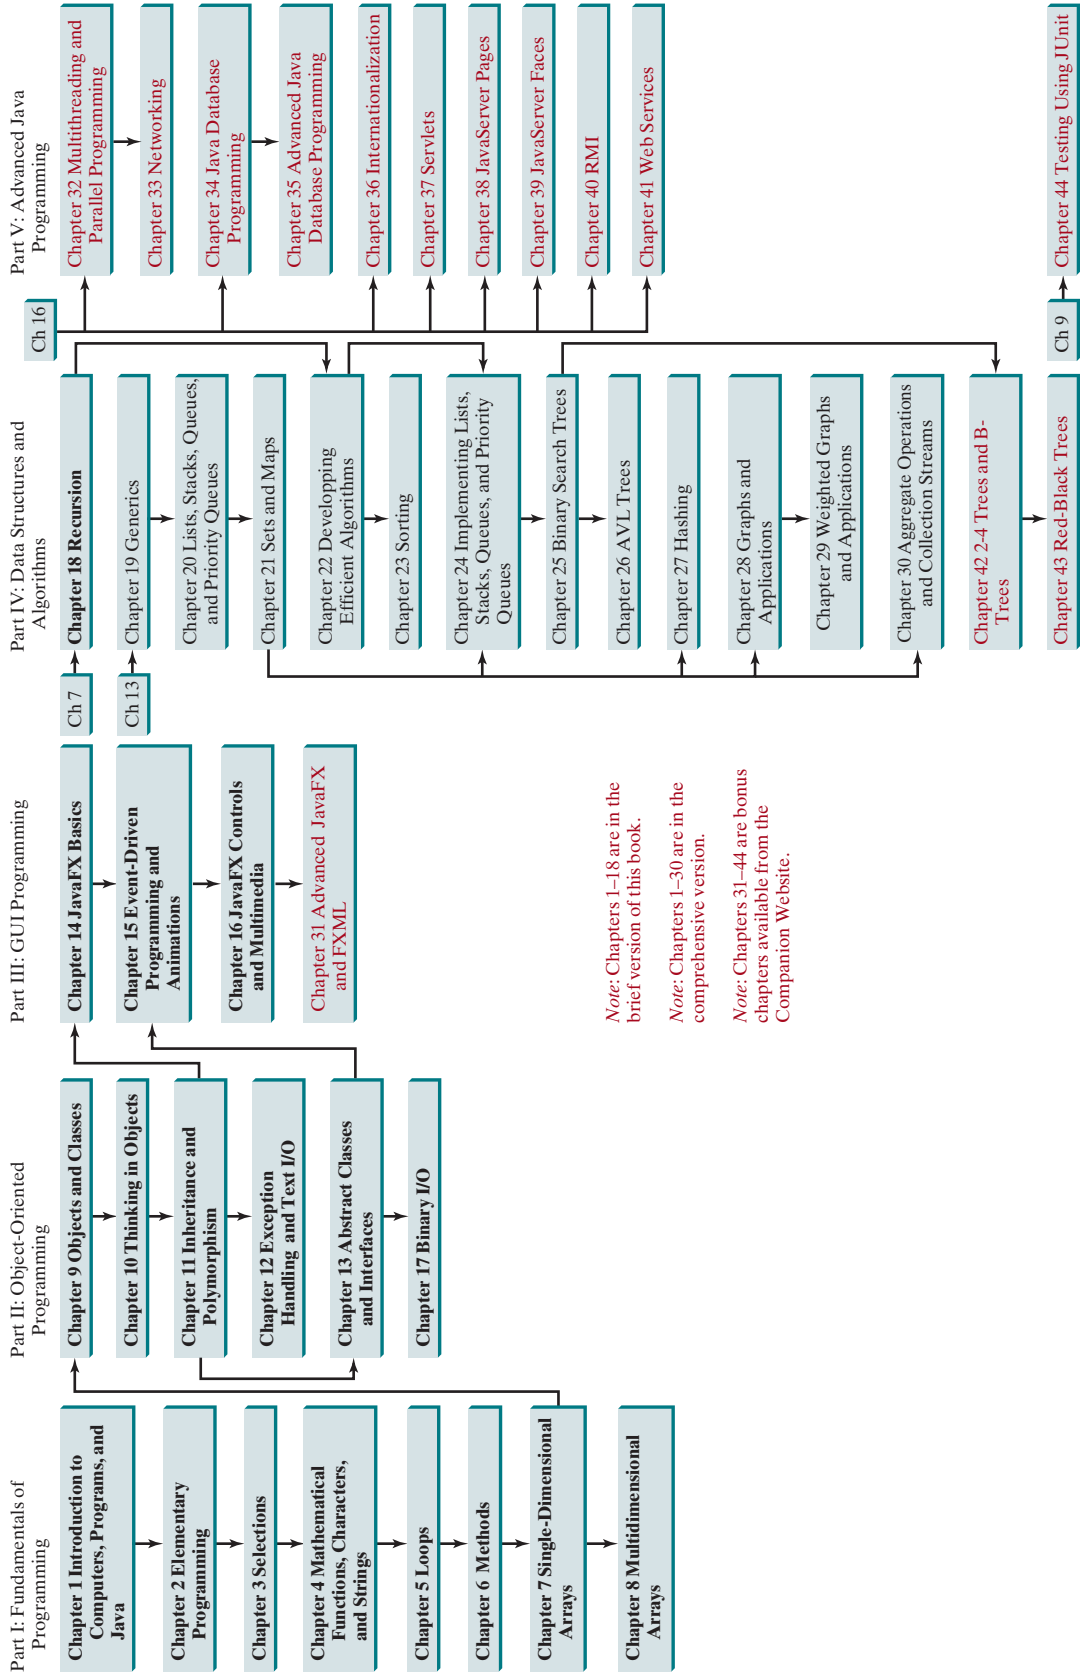 Part I: Fundamentals of
Programming
Chapter 1 Introduction to
Computers, Programs, and
Java
Chapter 2 Elementary
Programming
Chapter 3 Selections
Chapter 4 Mathematical
Functions, Characters,
and Strings
Chapter 5 Loops
Chapter 6 Methods
Chapter 7 Single-Dimensional
Arrays
Chapter 8 Multidimensional
Arrays
Part II: Object-Oriented
Programming
Chapter 9 Objects and Classes
Chapter 10 Thinking in Objects
Chapter 11 Inheritance and
Polymorphism
Chapter 12 Exception
Handling and Text I/O
Chapter 13 Abstract Classes
and Interfaces
Chapter 17 Binary I/O
Part III: GUI Programming
Chapter 14 JavaFX Basics
Chapter 15 Event-Driven
Programming and
Animations
Chapter 16 JavaFX Controls
and Multimedia
Chapter 31 Advanced JavaFX
and FXML
Note: Chapters 1–18 are in the
brief version of this book.
Note: Chapters 1–30 are in the
comprehensive version.
Note: Chapters 31–44 are bonus
chapters available from the
Companion Website.
Part IV: Data Structures and
Algorithms
Ch 7
Chapter 18 Recursion
Ch 13
Chapter 19 Generics
Chapter 20 Lists, Stacks, Queues,
and Priority Queues
Chapter 21 Sets and Maps
Chapter 22 Developping
Efficient Algorithms
Chapter 23 Sorting
Chapter 24 Implementing Lists,
Stacks, Queues, and Priority
Queues
Chapter 25 Binary Search Trees
Chapter 26 AVL Trees
Chapter 27 Hashing
Chapter 28 Graphs and
Applications
Chapter 29 Weighted Graphs
and Applications
Chapter 30 Aggregate Operations
and Collection Streams
Chapter 42 2-4 Trees and B-
Trees
Chapter 43 Red-Black Trees
Part V: Advanced Java
Programming
Ch 16
Chapter 32 Multithreading and
Parallel Programming
Chapter 33 Networking
Chapter 34 Java Database
Programming
Chapter 35 Advanced Java
Database Programming
Chapter 36 Internationalization
Chapter 37 Servlets
Chapter 38 JavaServer Pages
Chapter 39 JavaServer Faces
Chapter 40 RMI
Chapter 41 Web Services
Ch 9
Chapter 44 Testing Using JUnit